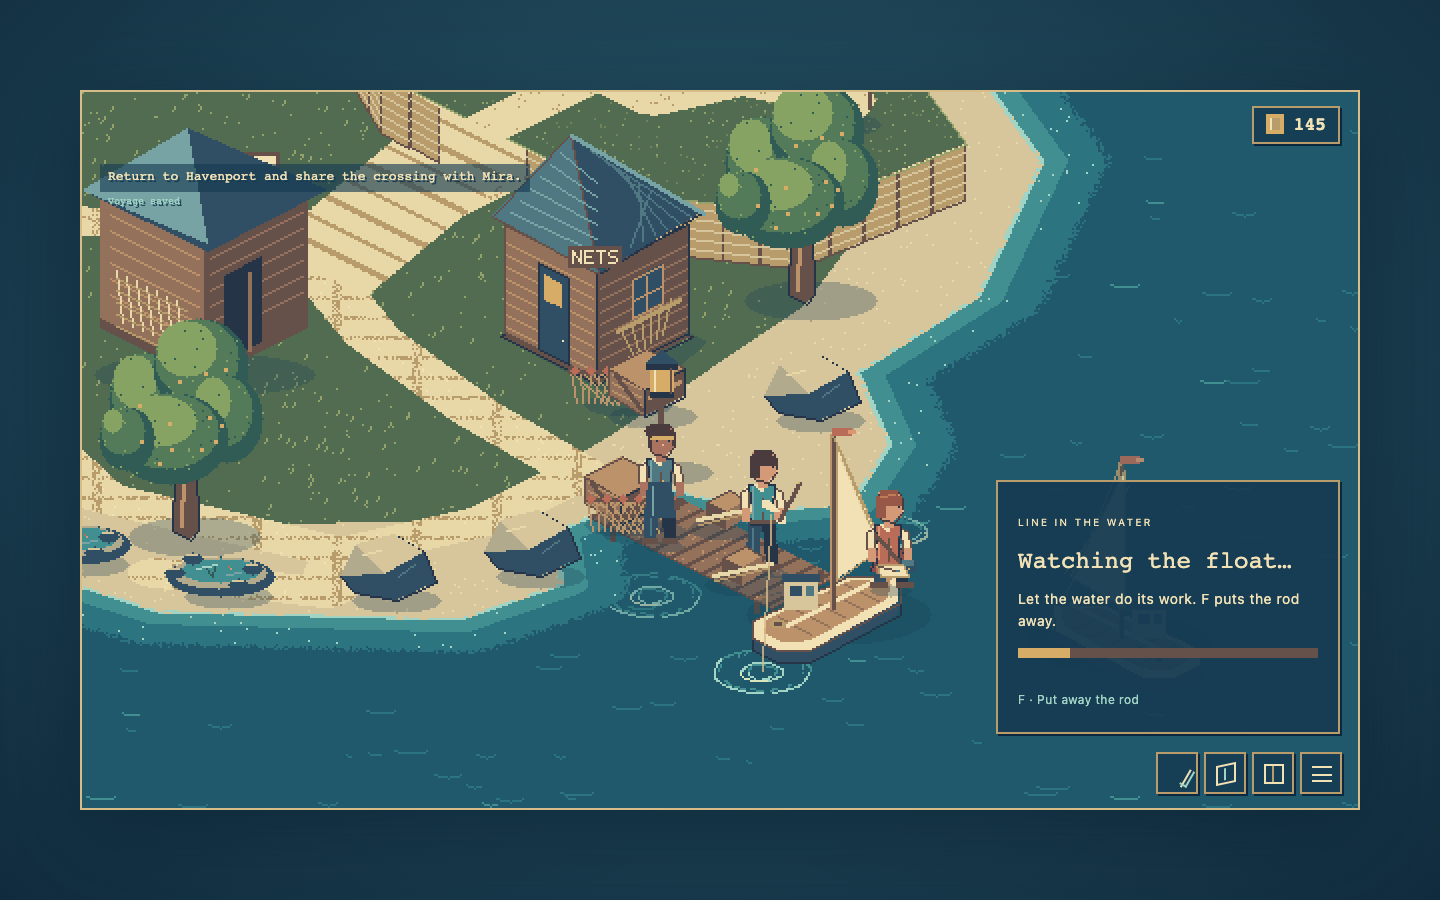 145
Return to Havenport and share the crossing with Mira.
Voyage saved
NETS
LINE IN THE WATER
Watching the float…
Let the water do its work. F puts the rod
away.
F · Put away the rod